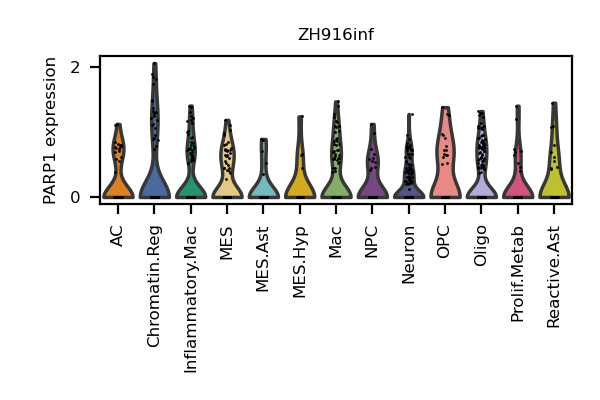 ZH916inf
PARP1 expression
2
0
AC
Chromatin.Reg
Inflammatory.Mac
MES
MES.Ast
MES.Hyp
Mac
NPC
Neuron
OPC
Oligo
Prolif.Metab
Reactive.Ast